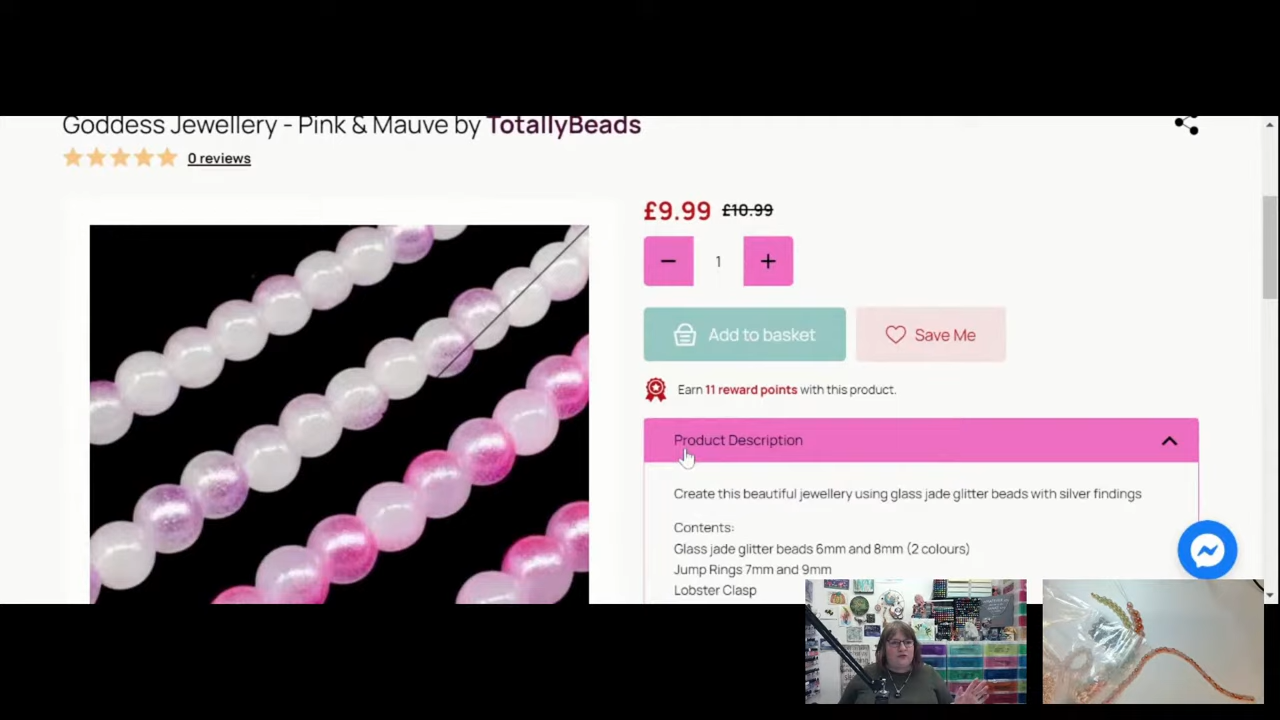 Goddess Jewellery - Pink & Mauve by TotallyBeads
0 reviews
£9.99 £10.99
1
Add to basket
Save Me
Earn 11 reward points with this product.
Product Description
Create this beautiful jewellery using glass jade glitter beads with silver findings
Contents:
Glass jade glitter beads 6mm and 8mm (2 colours)
Jump Rings 7mm and 9mm
Lobster Clasp